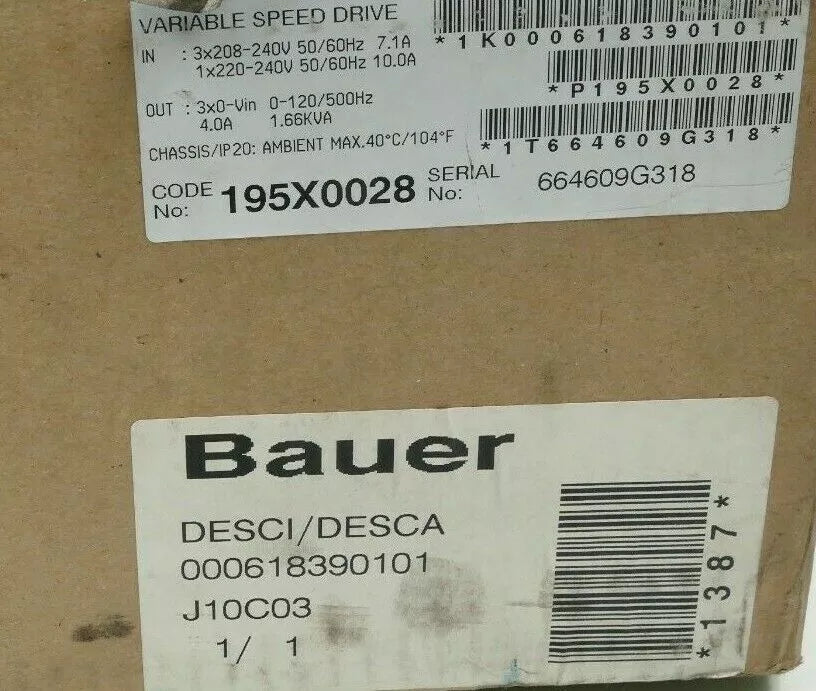 VARIABLE SPEED DRIVE
IN : 3x208-240V 50/60Hz 7.1A
1x220-240V 50/60Hz 10.0A
OUT : 3x0-Vin 0-120/500Hz
4.0A 1.66KVA
CHASSIS/IP20: AMBIENT MAX.40°C/104°F
CODE No: 195X0028
*1K000618390101*
*P195X0028*
*1T664609G318*
SERIAL No: 664609G318
Bauer
DESCI/DESCA
000618390101
J10C03
1/ 1
*1387*